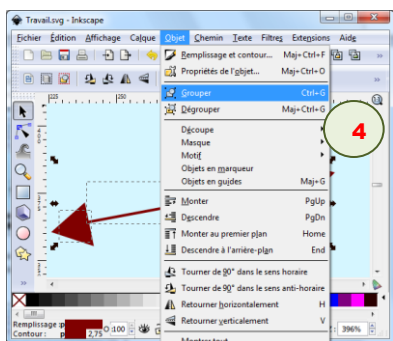 Travail.svg - Inkscape
Fichier Édition Affichage Calque Objet Chemin Texte Filtres Extensions Aide
Remplissage et contour... Maj+Ctrl+F
Propriétés de l'objet... Maj+Ctrl+O
Grouper Ctrl+G
Dégrouper Maj+Ctrl+G
Découpe
Masque
Motif
Objets en marqueur
Objets en guides Maj+G
Monter PgUp
Descendre PgDn
Monter au premier plan Home
Descendre à l'arrière-plan End
Tourner de 90° dans le sens horaire
Tourner de 90° dans le sens anti-horaire
Retourner horizontalement H
Retourner verticalement V
4
Remplissage :
Contour : 2,75 O: 100 396%